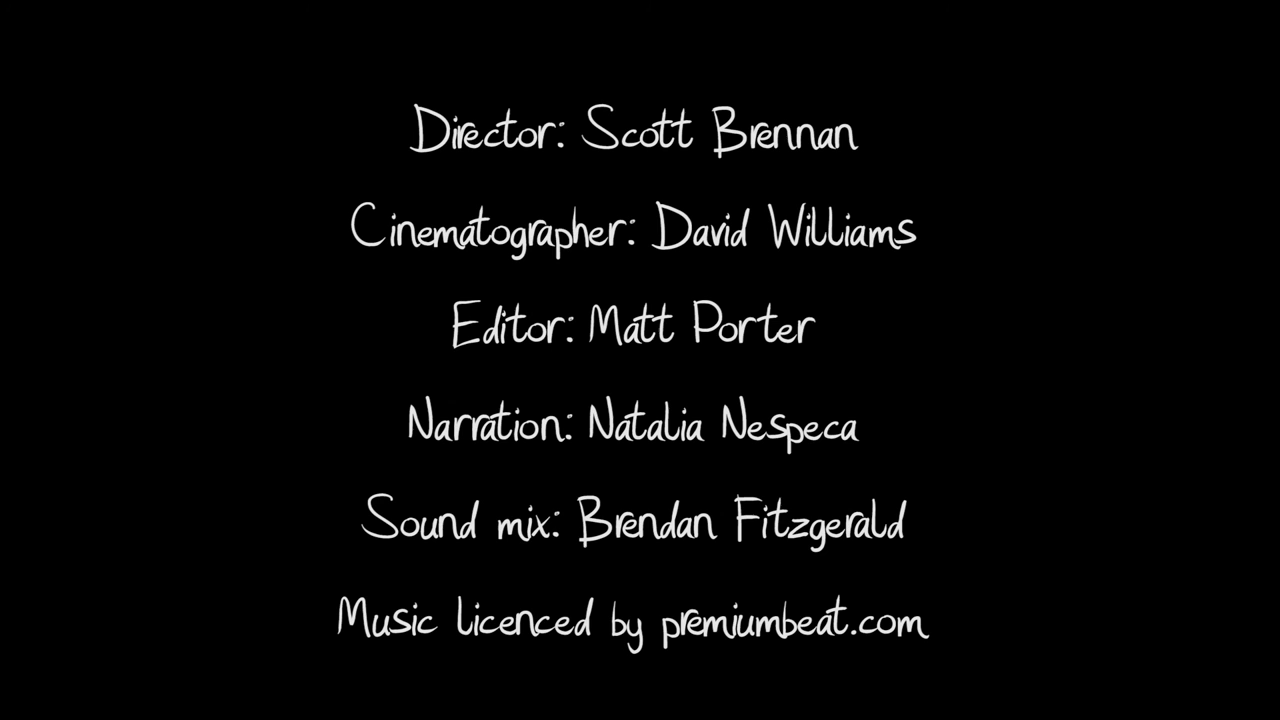 Director: Scott Brennan
Cinematographer: David Williams
Editor: Matt Porter
Narration: Natalia Nespeca
Sound mix: Brendan Fitzgerald
Music licenced by premiumbeat.com